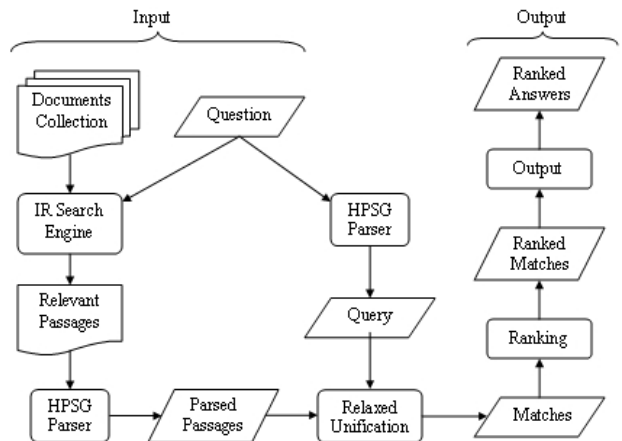 Input
Output
Documents
Collection
Question
Ranked
Answers
IR Search
Engine
HPSG
Parser
Output
Relevant
Passages
Query
Ranked
Matches
Ranking
HPSG
Parser
Parsed
Passages
Relaxed
Unification
Matches